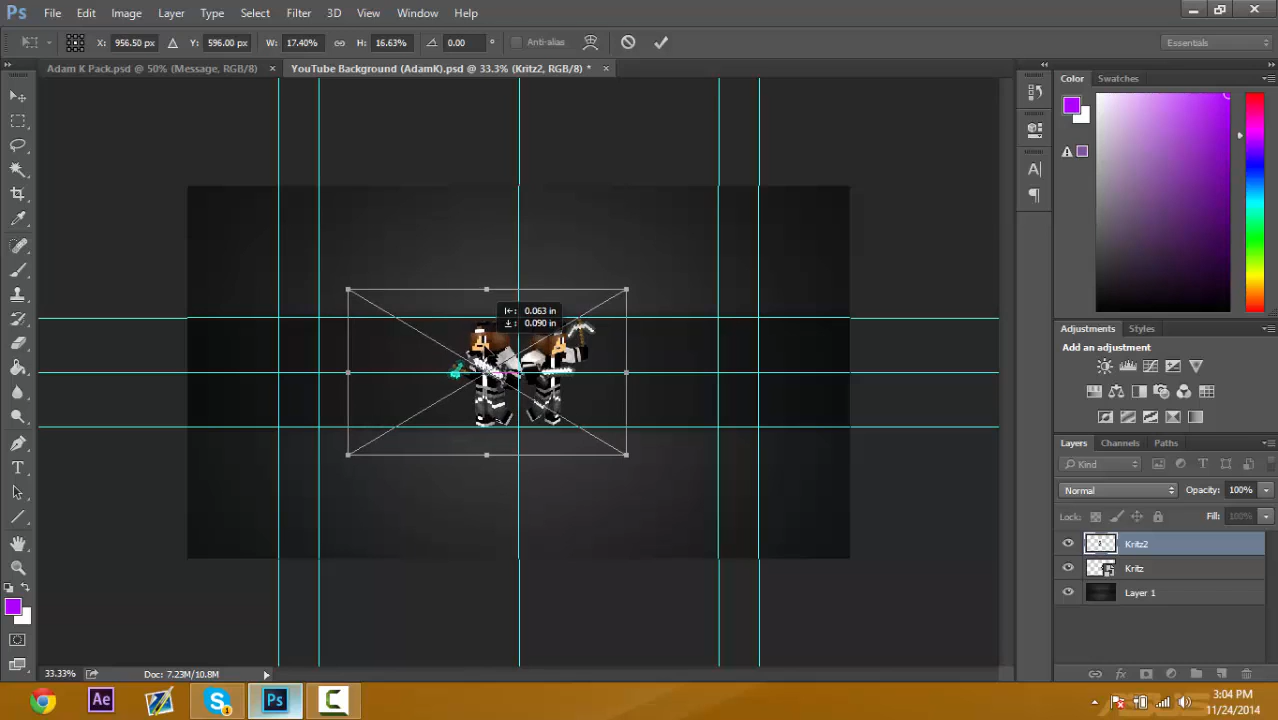 Ps File Edit Image Layer Type Select Filter 3D View Window Help
X: 956.50 px Y: 596.00 px W: 17.40% H: 16.63% 0.00 ° Anti-alias Essentials
Adam K Pack.psd @ 50% (Message, RGB/8) × YouTube Background (AdamK).psd @ 33.3% (Kritz2, RGB/8) * ×
Color Swatches
0.063 in
0.090 in
Adjustments Styles
Add an adjustment
Layers Channels Paths
Kind
Normal Opacity: 100%
Lock: Fill: 100%
Kritz2
Kritz
Layer 1
33.33% Doc: 7.23M/10.8M
Ae Ps
3:04 PM
11/24/2014